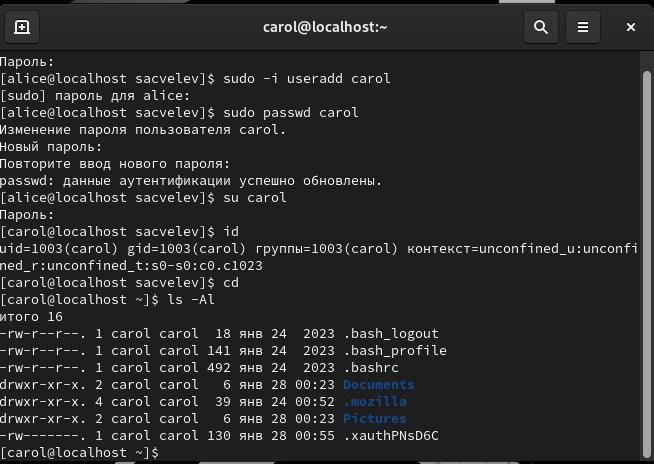 carol@localhost:~
Пароль:
[alice@localhost sacvelev]$ sudo -i useradd carol
[sudo] пароль для alice:
[alice@localhost sacvelev]$ sudo passwd carol
Изменение пароля пользователя carol.
Новый пароль:
Повторите ввод нового пароля:
passwd: данные аутентификации успешно обновлены.
[alice@localhost sacvelev]$ su carol
Пароль:
[carol@localhost sacvelev]$ id
uid=1003(carol) gid=1003(carol) группы=1003(carol) контекст=unconfined_u:unconfi
ned_r:unconfined_t:s0-s0:c0.c1023
[carol@localhost sacvelev]$ cd
[carol@localhost ~]$ ls -Al
итого 16
-rw-r--r--. 1 carol carol  18 янв 24  2023 .bash_logout
-rw-r--r--. 1 carol carol 141 янв 24  2023 .bash_profile
-rw-r--r--. 1 carol carol 492 янв 24  2023 .bashrc
drwxr-xr-x. 2 carol carol   6 янв 28 00:23 Documents
drwxr-xr-x. 4 carol carol  39 янв 24 00:52 .mozilla
drwxr-xr-x. 2 carol carol   6 янв 28 00:23 Pictures
-rw-------. 1 carol carol 130 янв 28 00:55 .xauthPNsD6C
[carol@localhost ~]$